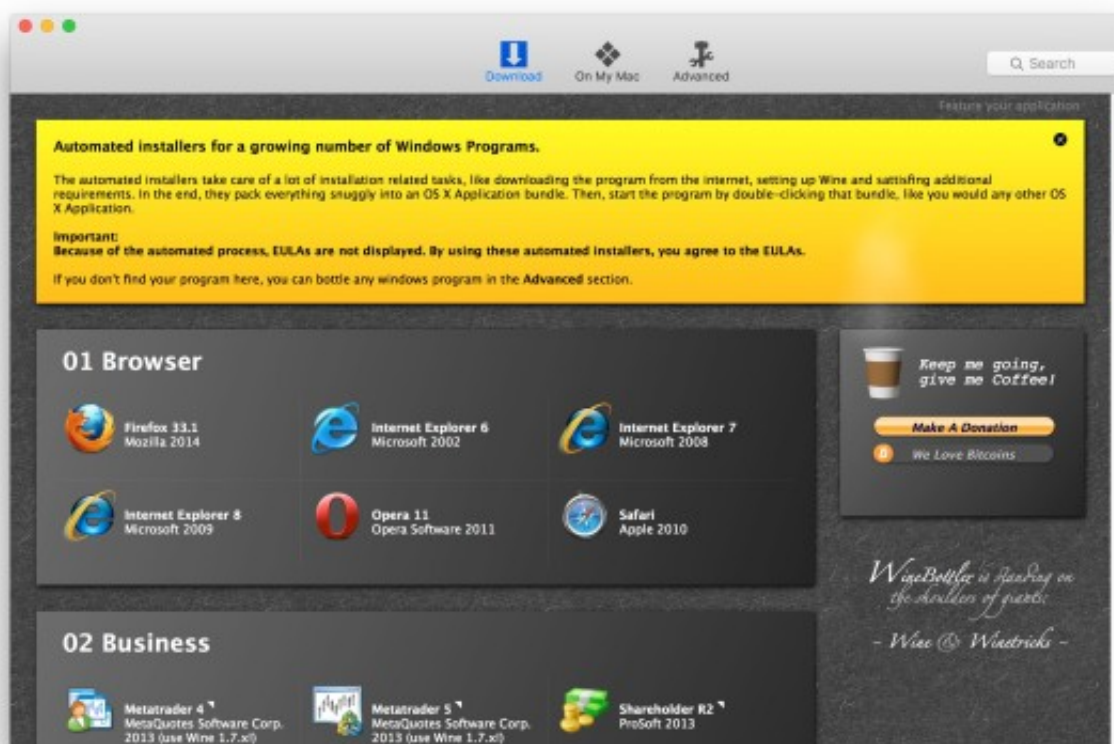 Download
On My Mac
Advanced
Search
Feature your application
Automated installers for a growing number of Windows Programs.
The automated installers take care of a lot of installation related tasks, like downloading the program from the internet, setting up Wine and sattisfing additional
requirements. In the end, they pack everything snuggly into an OS X Application bundle. Then, start the program by double-clicking that bundle, like you would any other OS
X Application.
Important:
Because of the automated process, EULAs are not displayed. By using these automated installers, you agree to the EULAs.
If you don't find your program here, you can bottle any windows program in the Advanced section.
01 Browser
Firefox 33.1
Mozilla 2014
Internet Explorer 6
Microsoft 2002
Internet Explorer 7
Microsoft 2008
Internet Explorer 8
Microsoft 2009
Opera 11
Opera Software 2011
Safari
Apple 2010
Keep me going,
give me Coffee!
Make A Donation
We Love Bitcoins
WineBottler is standing on
the shoulders of giants:
- Wine & Winetricks -
02 Business
Metatrader 4
MetaQuotes Software Corp.
2013 (use Wine 1.7.x!)
Metatrader 5
MetaQuotes Software Corp.
2013 (use Wine 1.7.x!)
Shareholder R2
ProSoft 2013